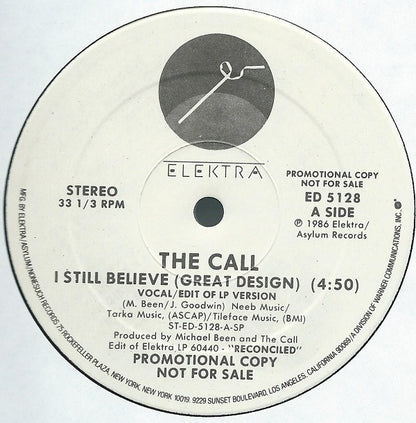 ELEKTRA
STEREO
33 1/3 RPM
PROMOTIONAL COPY
NOT FOR SALE
ED 5128
A SIDE
℗ 1986 Elektra/
Asylum Records
THE CALL
I STILL BELIEVE (GREAT DESIGN) (4:50)
VOCAL/EDIT OF LP VERSION
(M. Been/J. Goodwin) Neeb Music/
Tarka Music, (ASCAP)/Tileface Music, (BMI)
ST-ED-5128-A-SP
Produced by Michael Been and The Call
Edit of Elektra LP 60440 - "RECONCILED"
PROMOTIONAL COPY
NOT FOR SALE
MFG. BY ELEKTRA/ASYLUM/NONESUCH RECORDS 75 ROCKEFELLER PLAZA, NEW YORK, NEW YORK 10019. 9229 SUNSET BOULEVARD, LOS ANGELES, CALIFORNIA 90069/A DIVISION OF WARNER COMMUNICATIONS, INC.